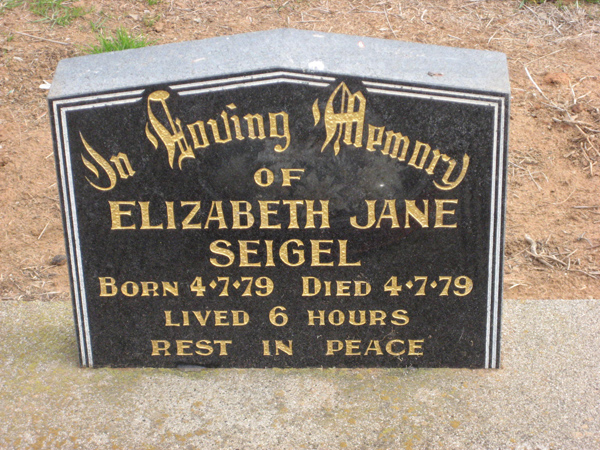 In Loving Memory
OF
ELIZABETH JANE
SEIGEL
BORN 4·7·79 DIED 4·7·79
LIVED 6 HOURS
REST IN PEACE